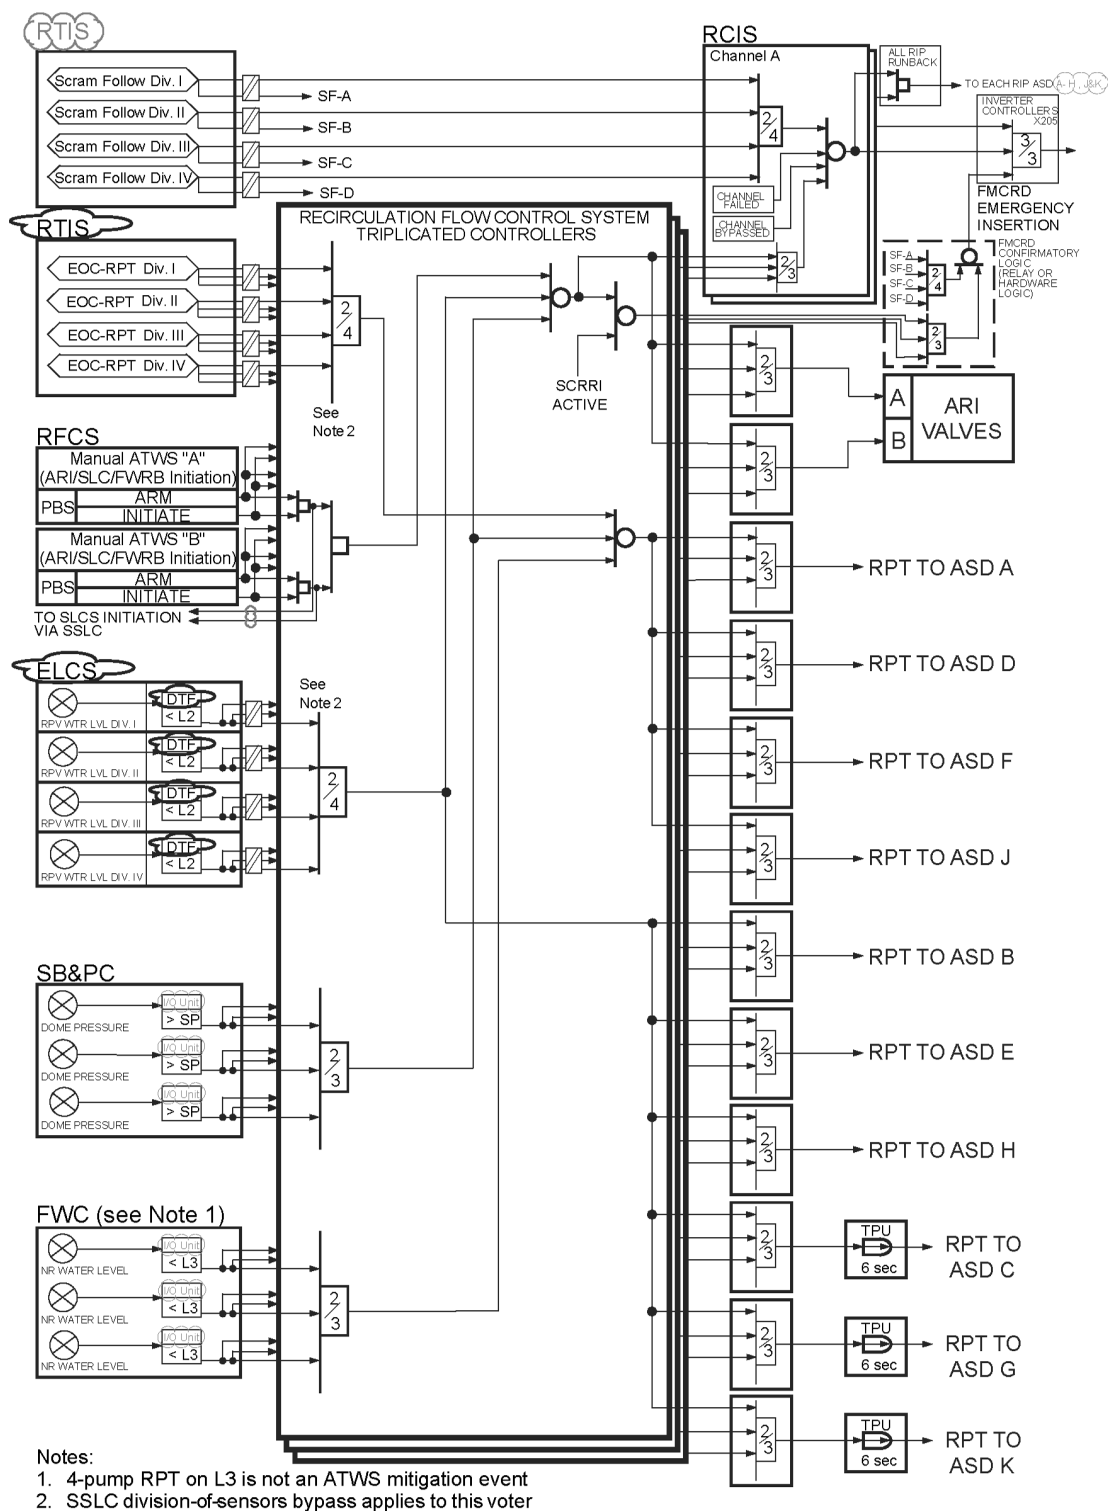 RTIS
Scram Follow Div. I
Scram Follow Div. II
Scram Follow Div. III
Scram Follow Div. IV
SF-A
SF-B
SF-C
SF-D
RCIS
Channel A
2/4
CHANNEL
FAILED
CHANNEL
BYPASSED
2/3
ALL RIP
RUNBACK
TO EACH RIP ASD (A- H , J&K)
INVERTER
CONTROLLERS
X205
3/3
FMCRD
EMERGENCY
INSERTION
FMCRD
CONFIRMATORY
LOGIC
(RELAY OR
HARDWARE
LOGIC)
SF-A
SF-B
SF-C
SF-D
2/4
2/3
RTIS
EOC-RPT Div. I
EOC-RPT Div. II
EOC-RPT Div. III
EOC-RPT Div. IV
RECIRCULATION FLOW CONTROL SYSTEM
TRIPLICATED CONTROLLERS
2/4
See
Note 2
SCRRI
ACTIVE
2/3
A
B
ARI
VALVES
2/3
RFCS
Manual ATWS "A"
(ARI/SLC/FWRB Initiation)
PBS
ARM
INITIATE
Manual ATWS "B"
(ARI/SLC/FWRB Initiation)
PBS
ARM
INITIATE
TO SLCS INITIATION
VIA SSLC
2/3
RPT TO ASD A
2/3
RPT TO ASD D
ELCS
DTF
< L2
RPV WTR LVL DIV. I
DTF
< L2
RPV WTR LVL DIV. II
DTF
< L2
RPV WTR LVL DIV. III
DTF
< L2
RPV WTR LVL DIV. IV
See
Note 2
2/4
2/3
RPT TO ASD F
2/3
RPT TO ASD J
2/3
RPT TO ASD B
SB&PC
I/O Unit
> SP
DOME PRESSURE
I/O Unit
> SP
DOME PRESSURE
I/O Unit
> SP
DOME PRESSURE
2/3
2/3
RPT TO ASD E
2/3
RPT TO ASD H
FWC (see Note 1)
I/O Unit
< L3
NR WATER LEVEL
I/O Unit
< L3
NR WATER LEVEL
I/O Unit
< L3
NR WATER LEVEL
2/3
2/3
TPU
6 sec
RPT TO
ASD C
2/3
TPU
6 sec
RPT TO
ASD G
2/3
TPU
6 sec
RPT TO
ASD K
Notes:
1. 4-pump RPT on L3 is not an ATWS mitigation event
2. SSLC division-of-sensors bypass applies to this voter